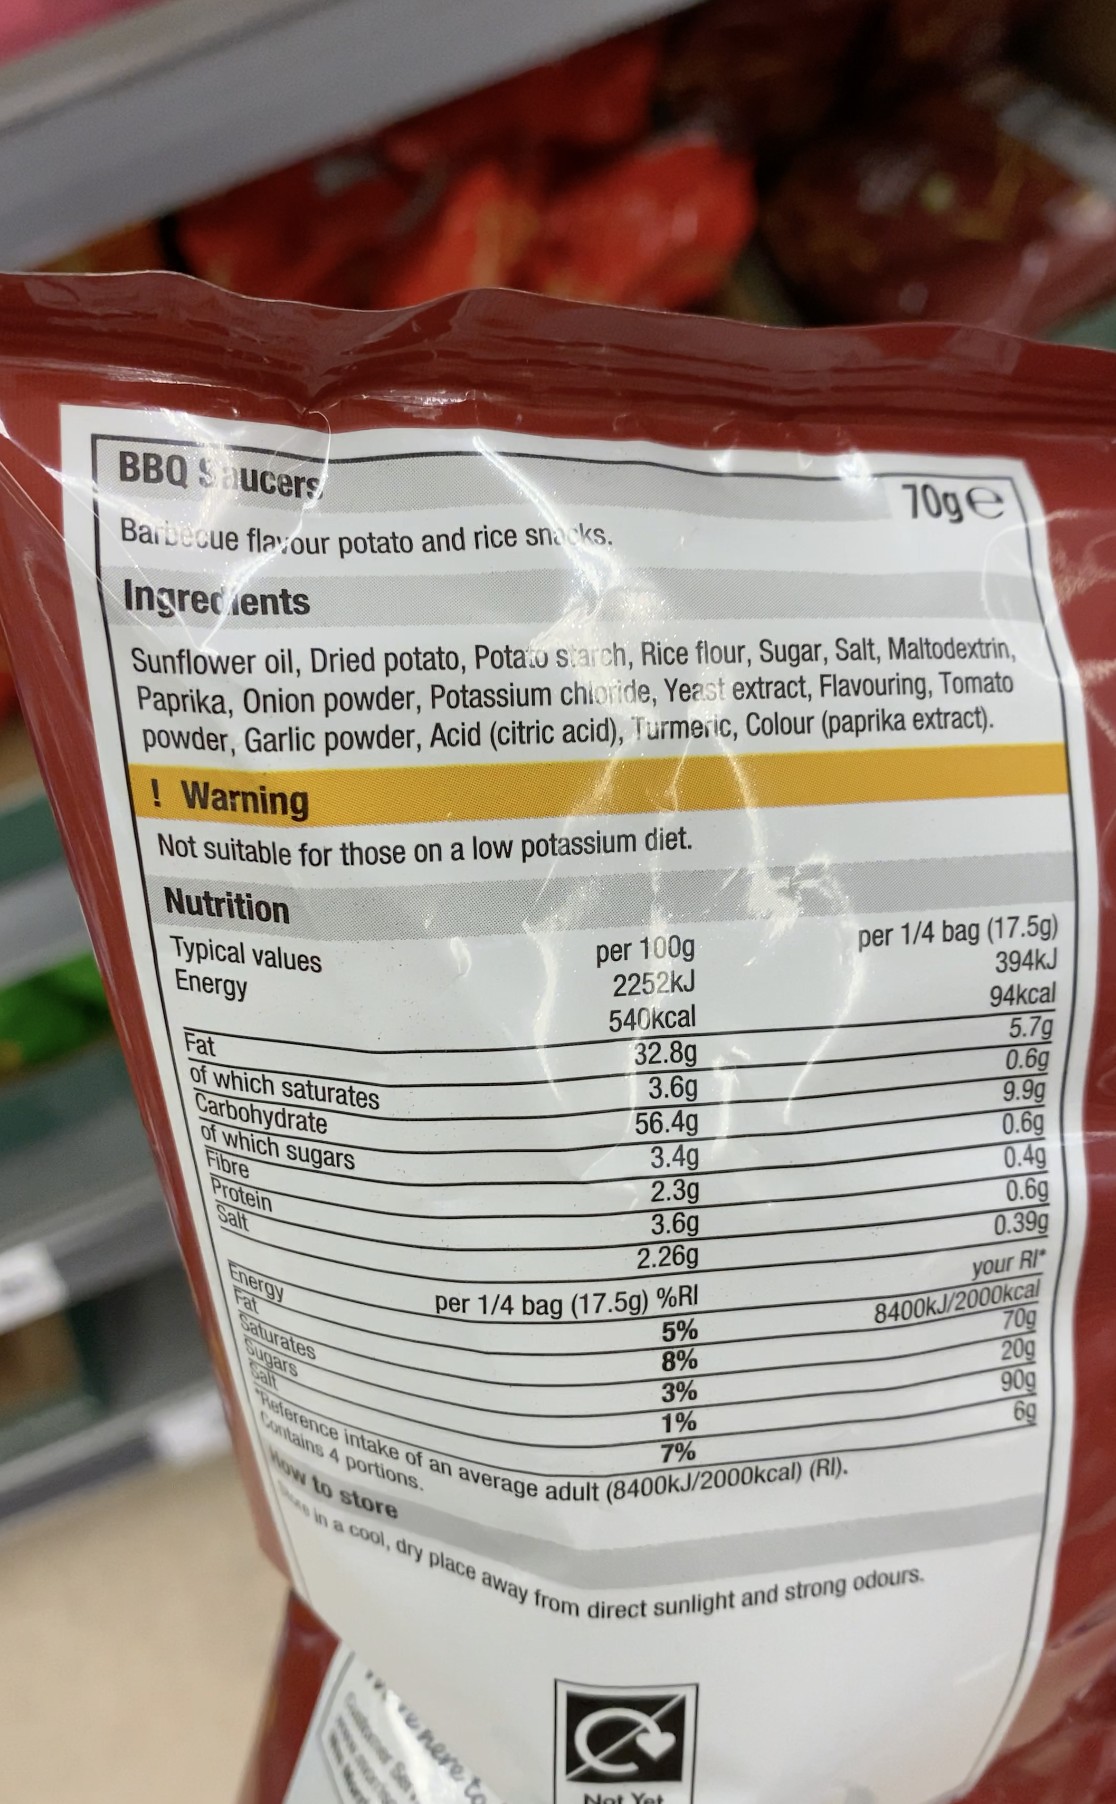 BBQ Saucers
70g e
Barbecue flavour potato and rice snacks.
Ingredients
Sunflower oil, Dried potato, Potato starch, Rice flour, Sugar, Salt, Maltodextrin,
Paprika, Onion powder, Potassium chloride, Yeast extract, Flavouring, Tomato
powder, Garlic powder, Acid (citric acid), Turmeric, Colour (paprika extract).
! Warning
Not suitable for those on a low potassium diet.
Nutrition
Typical values per 100g per 1/4 bag (17.5g)
Energy 2252kJ 394kJ
540kcal 94kcal
Fat 32.8g 5.7g
of which saturates 3.6g 0.6g
Carbohydrate 56.4g 9.9g
of which sugars 3.4g 0.6g
Fibre 2.3g 0.4g
Protein 3.6g 0.6g
Salt 2.26g 0.39g
per 1/4 bag (17.5g) %RI your RI*
Energy 5% 8400kJ/2000kcal
Fat 8% 70g
Saturates 3% 20g
Sugars 1% 90g
Salt 7% 6g
*Reference intake of an average adult (8400kJ/2000kcal) (RI).
Contains 4 portions.
How to store
Store in a cool, dry place away from direct sunlight and strong odours.
here to
Customer
Not Yet